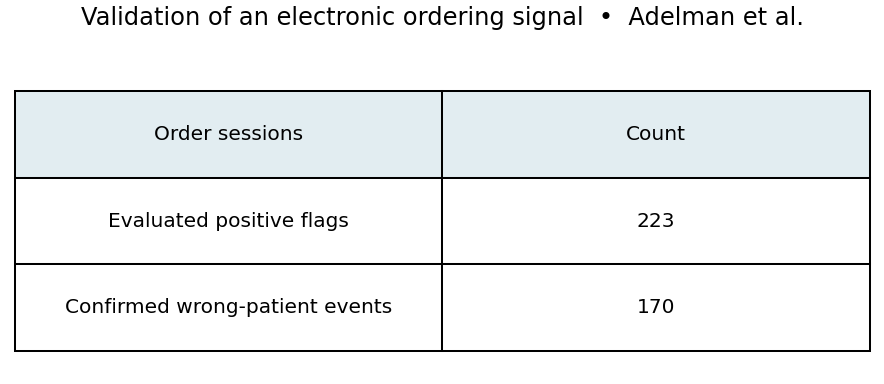 Validation of an electronic ordering signal • Adelman et al.
Order sessions Count
Evaluated positive flags 223
Confirmed wrong-patient events 170